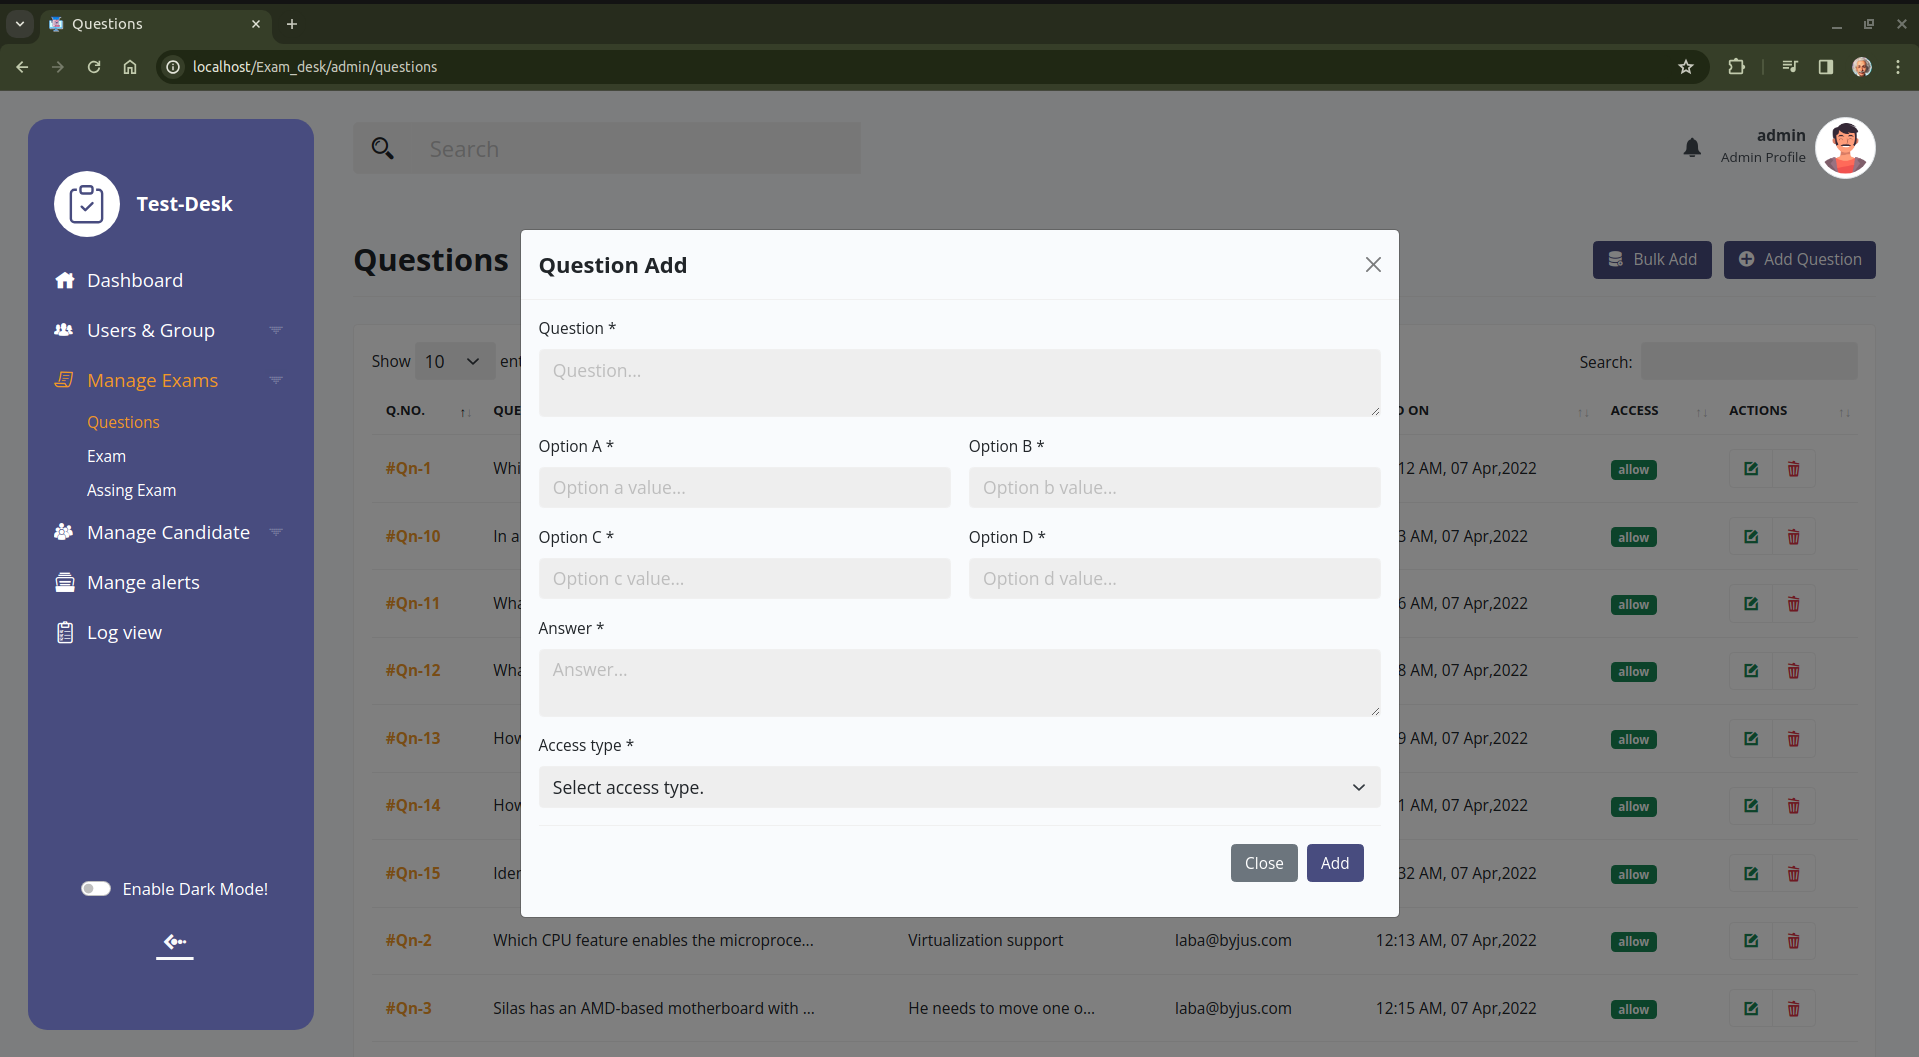 Questions
localhost/Exam_desk/admin/questions
Test-Desk
Dashboard
Users & Group
Manage Exams
Questions
Exam
Assing Exam
Manage Candidate
Mange alerts
Log view
Enable Dark Mode!
Search
admin
Admin Profile
Questions
Bulk Add
Add Question
Show 10 ent
Search:
Q.NO. QUE D ON ACCESS ACTIONS
#Qn-1 Whi 12 AM, 07 Apr,2022 allow
#Qn-10 In a 3 AM, 07 Apr,2022 allow
#Qn-11 Wha 6 AM, 07 Apr,2022 allow
#Qn-12 Wha 8 AM, 07 Apr,2022 allow
#Qn-13 How 9 AM, 07 Apr,2022 allow
#Qn-14 How 1 AM, 07 Apr,2022 allow
#Qn-15 Iden 32 AM, 07 Apr,2022 allow
#Qn-2 Which CPU feature enables the microproce... Virtualization support laba@byjus.com 12:13 AM, 07 Apr,2022 allow
#Qn-3 Silas has an AMD-based motherboard with ... He needs to move one o... laba@byjus.com 12:15 AM, 07 Apr,2022 allow
Question Add
Question *
Question...
Option A * Option B *
Option a value... Option b value...
Option C * Option D *
Option c value... Option d value...
Answer *
Answer...
Access type *
Select access type.
Close Add